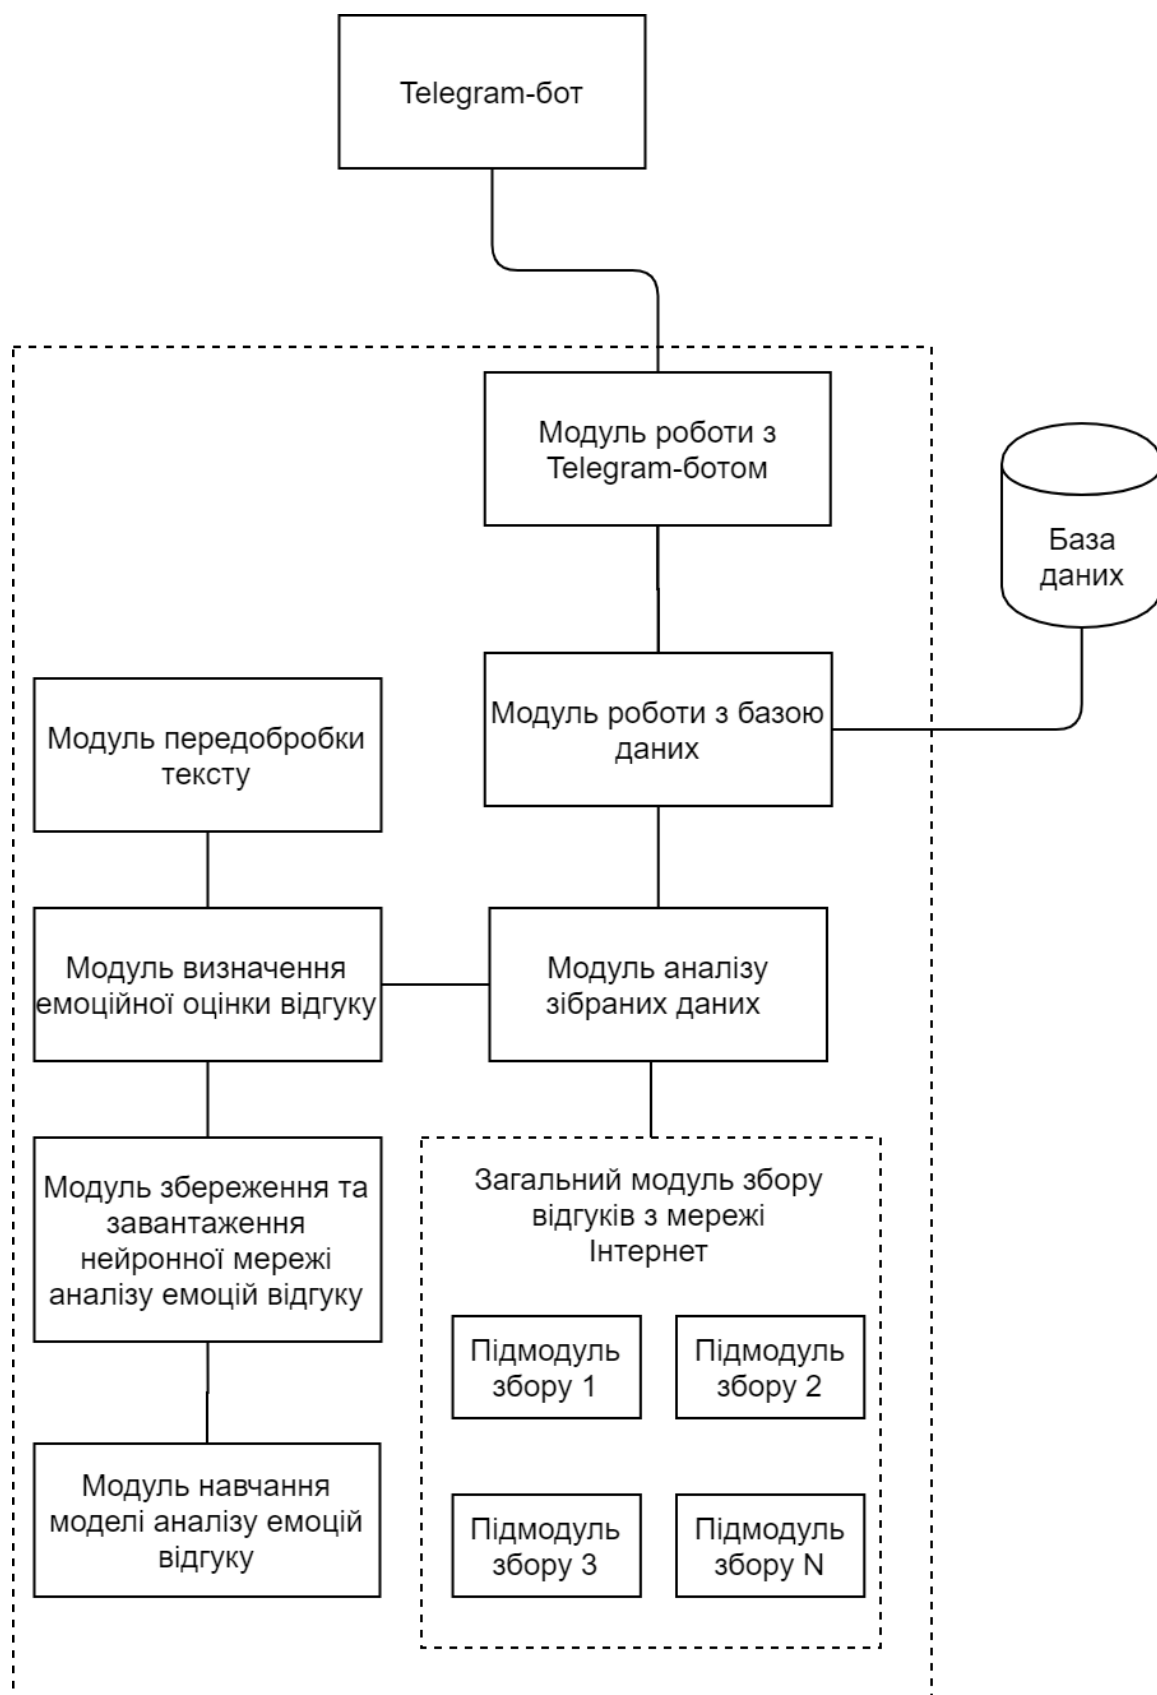 Telegram-бот
Модуль роботи з
Telegram-ботом
База
даних
Модуль роботи з базою
даних
Модуль передобробки
тексту
Модуль визначення
емоційної оцінки відгуку
Модуль аналізу
зібраних даних
Модуль збереження та
завантаження
нейронної мережі
аналізу емоцій відгуку
Загальний модуль збору
відгуків з мережі
Інтернет
Підмодуль
збору 1
Підмодуль
збору 2
Модуль навчання
моделі аналізу емоцій
відгуку
Підмодуль
збору 3
Підмодуль
збору N